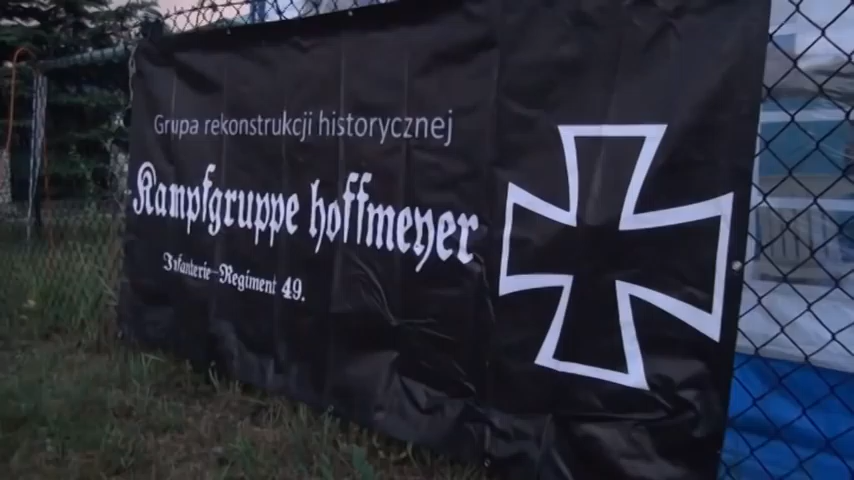 Grupa rekonstrukcji historycznej
Kampfgruppe hoffmeyer
Infanterie-Regiment 49.